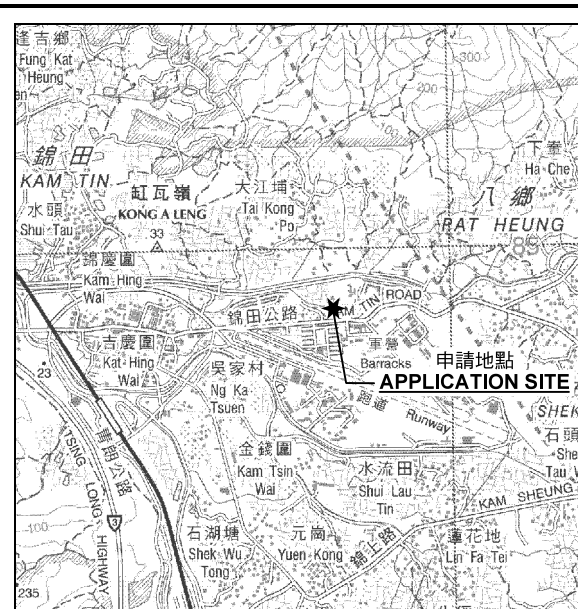 逢吉鄉
Fung Kat
Heung
300
200
100
100
下輋
Ha Che
錦田
KAM TIN
缸瓦嶺
KONG A LENG
33
大江埔
Tai Kong
Po
八鄉
PAT HEUNG
水頭
Shui Tau
錦慶圍
Kam Hing
Wai
錦田公路
KAM TIN ROAD
軍營
Barracks
申請地點
APPLICATION SITE
吉慶圍
Kat Hing
Wai
23
吳家村
Ng Ka
Tsuen
跑道
Runway
SHEK
石頭
She
Tau W
青朗公路
TSING LONG HIGHWAY
3
金錢圍
Kam Tsin
Wai
水流田
Shui Lau
Tin
KAM SHEUNG
錦上路
100
石湖塘
Shek Wu
Tong
元崗
Yuen Kong
蓮花地
Lin Fa Tei
235